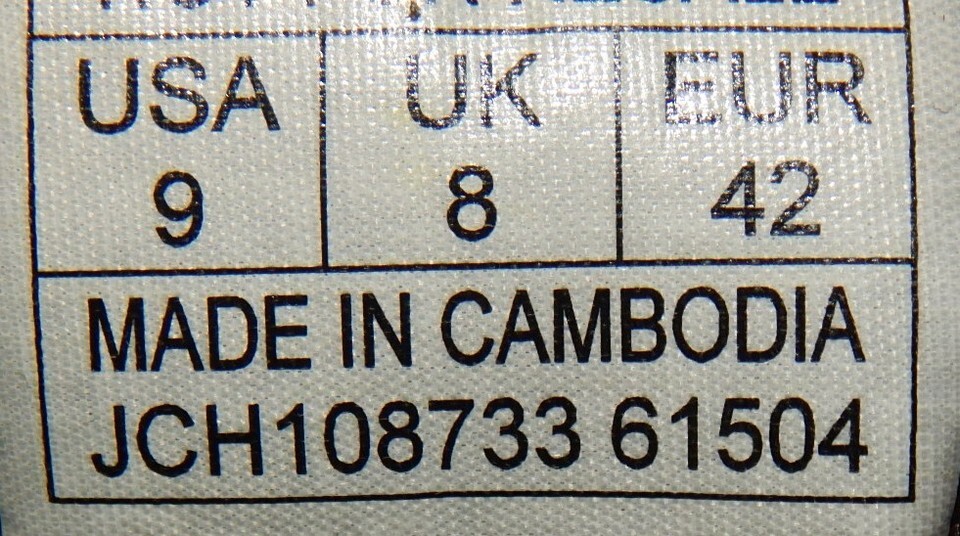 USA UK EUR
9 8 42
MADE IN CAMBODIA
JCH108733 61504